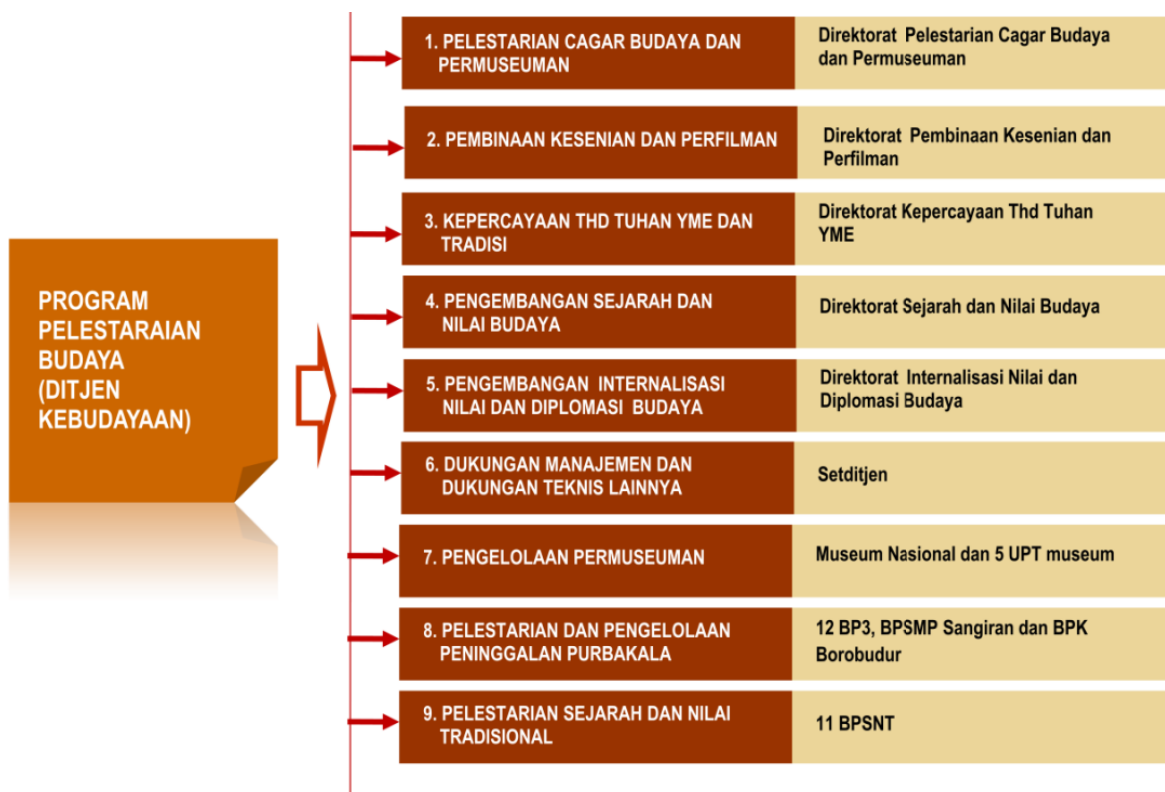 PROGRAM
PELESTARAIAN
BUDAYA
(DITJEN
KEBUDAYAAN)
1. PELESTARIAN CAGAR BUDAYA DAN
PERMUSEUMAN
Direktorat Pelestarian Cagar Budaya
dan Permuseuman
2. PEMBINAAN KESENIAN DAN PERFILMAN
Direktorat Pembinaan Kesenian dan
Perfilman
3. KEPERCAYAAN THD TUHAN YME DAN
TRADISI
Direktorat Kepercayaan Thd Tuhan
YME
4. PENGEMBANGAN SEJARAH DAN
NILAI BUDAYA
Direktorat Sejarah dan Nilai Budaya
5. PENGEMBANGAN INTERNALISASI
NILAI DAN DIPLOMASI BUDAYA
Direktorat Internalisasi Nilai dan
Diplomasi Budaya
6. DUKUNGAN MANAJEMEN DAN
DUKUNGAN TEKNIS LAINNYA
Setditjen
7. PENGELOLAAN PERMUSEUMAN
Museum Nasional dan 5 UPT museum
8. PELESTARIAN DAN PENGELOLAAN
PENINGGALAN PURBAKALA
12 BP3, BPSMP Sangiran dan BPK
Borobudur
9. PELESTARIAN SEJARAH DAN NILAI
TRADISIONAL
11 BPSNT